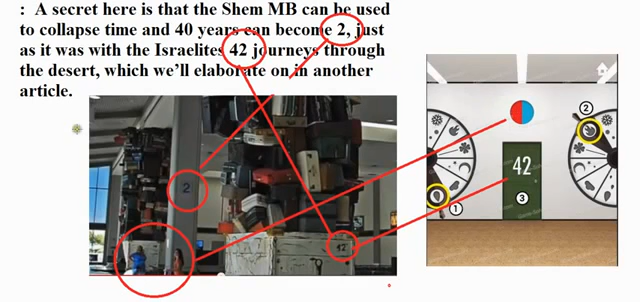 : A secret here is that the Shem MB can be used
to collapse time and 40 years can become 2, just
as it was with the Israelites 42 journeys through
the desert, which we'll elaborate on in another
article.
2
42
2
42
3
1